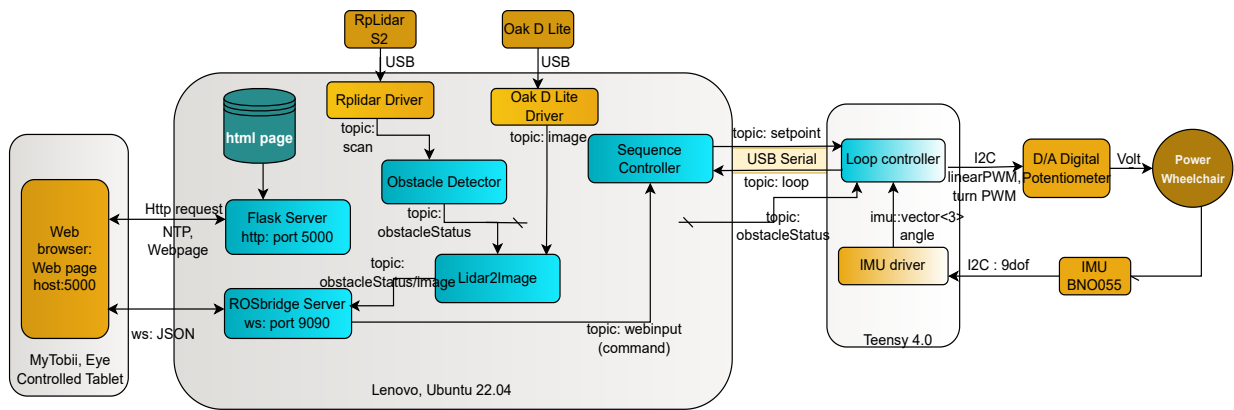 RpLidar
S2
Oak D Lite
USB
USB
Rplidar Driver
Oak D Lite
Driver
html page
topic:
scan
topic: image
Sequence
Controller
topic: setpoint
USB Serial
topic: loop
Loop controller
I2C
linearPWM,
turn PWM
D/A Digital
Potentiometer
Volt
Power
Wheelchair
Obstacle Detector
Http request
NTP,
Webpage
Flask Server
http: port 5000
topic:
obstacleStatus
topic:
obstacleStatus
imu::vector<3>
angle
Web
browser:
Web page
host:5000
topic:
obstacleStatus/image
Lidar2Image
IMU driver
I2C : 9dof
IMU
BNO055
ROSbridge Server
ws: port 9090
ws: JSON
topic: webinput
(command)
Teensy 4.0
MyTobii, Eye
Controlled Tablet
Lenovo, Ubuntu 22.04